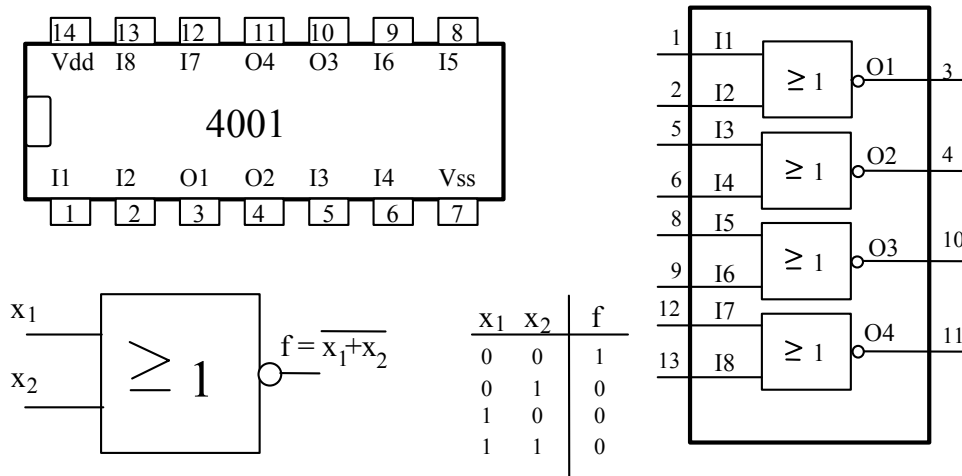 14 13 12 11 10 9 8
Vdd I8 I7 O4 O3 I6 I5
4001
I1 I2 O1 O2 I3 I4 Vss
1 2 3 4 5 6 7
1 I1
≥ 1 O1 3
2 I2
5 I3
≥ 1 O2 4
6 I4
8 I5
≥ 1 O3 10
9 I6
12 I7
≥ 1 O4 11
13 I8
x₁
≥ 1 f = x̅₁̅+̅x̅₂̅
x₂
x₁ x₂ f
0 0 1
0 1 0
1 0 0
1 1 0